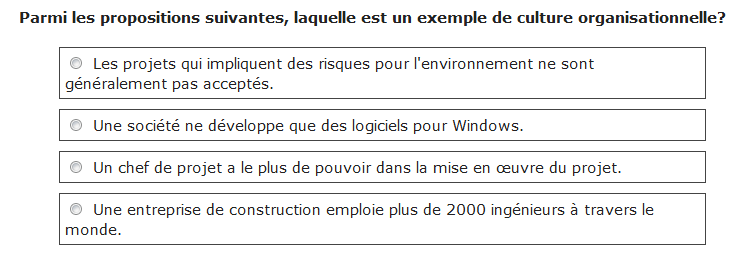 Parmi les propositions suivantes, laquelle est un exemple de culture organisationnelle?
Les projets qui impliquent des risques pour l'environnement ne sont
généralement pas acceptés.
Une société ne développe que des logiciels pour Windows.
Un chef de projet a le plus de pouvoir dans la mise en œuvre du projet.
Une entreprise de construction emploie plus de 2000 ingénieurs à travers le
monde.